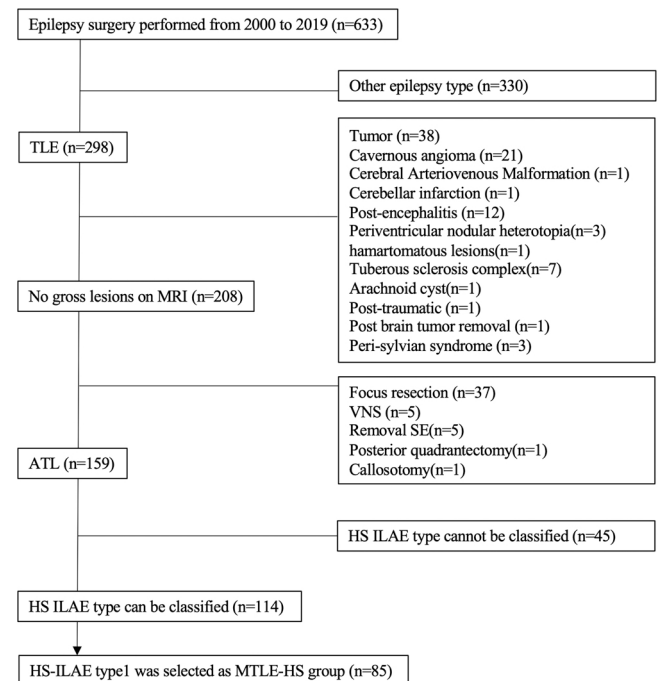 Epilepsy surgery performed from 2000 to 2019 (n=633)
Other epilepsy type (n=330)
TLE (n=298)
Tumor (n=38)
Cavernous angioma (n=21)
Cerebral Arteriovenous Malformation (n=1)
Cerebellar infarction (n=1)
Post-encephalitis (n=12)
Periventricular nodular heterotopia(n=3)
hamartomatous lesions(n=1)
Tuberous sclerosis complex(n=7)
Arachnoid cyst(n=1)
Post-traumatic (n=1)
Post brain tumor removal (n=1)
Peri-sylvian syndrome (n=3)
No gross lesions on MRI (n=208)
Focus resection (n=37)
VNS (n=5)
Removal SE(n=5)
Posterior quadrantectomy(n=1)
Callosotomy(n=1)
ATL (n=159)
HS ILAE type cannot be classified (n=45)
HS ILAE type can be classified (n=114)
HS-ILAE type1 was selected as MTLE-HS group (n=85)